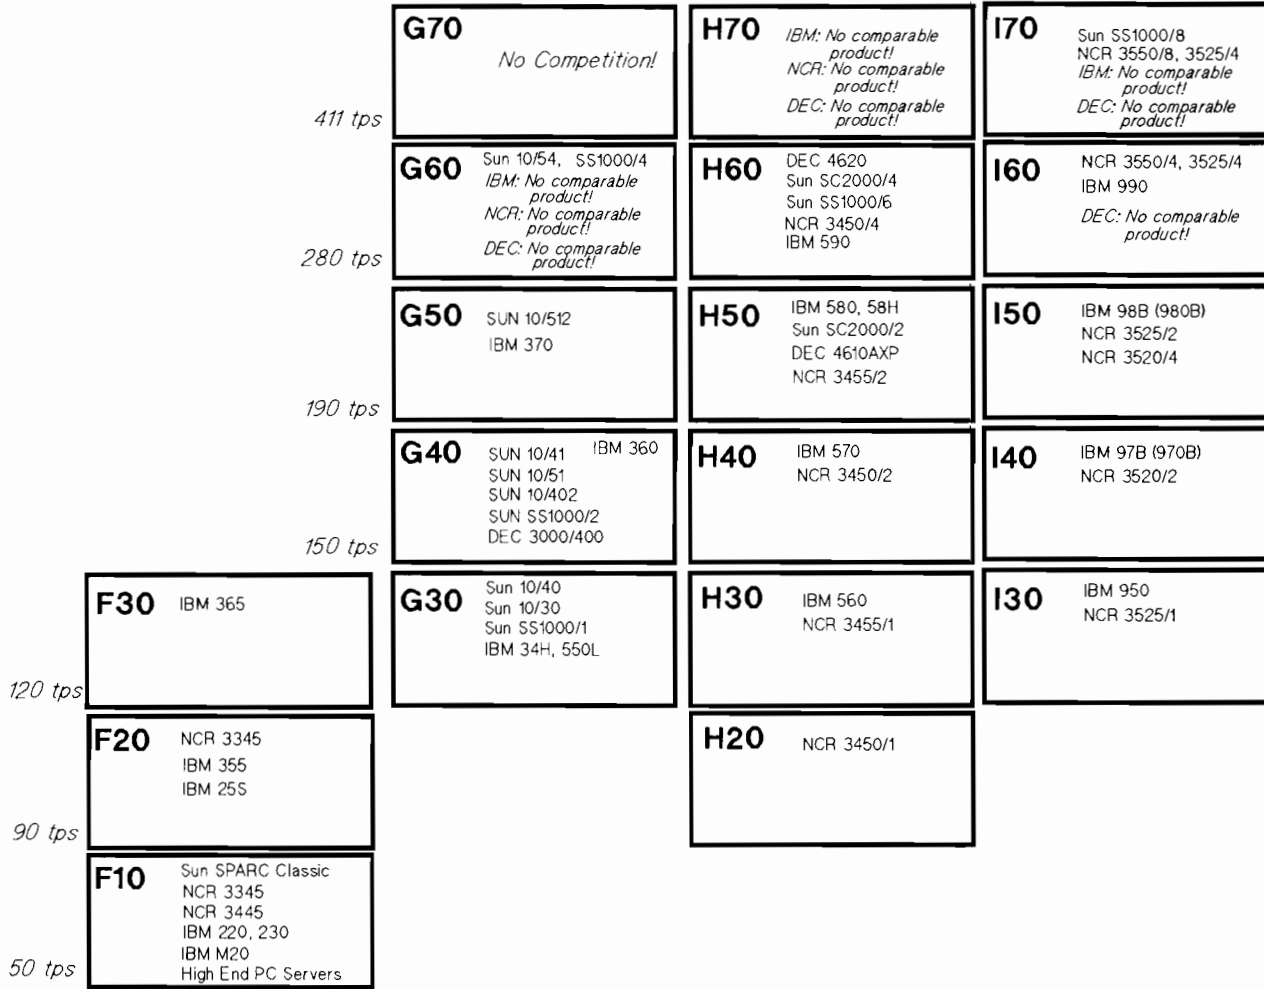 G70
No Competition!
H70
IBM: No comparable
product!
NCR: No comparable
product!
DEC: No comparable
product!
I70
Sun SS1000/8
NCR 3550/8, 3525/4
IBM: No comparable
product!
DEC: No comparable
product!
411 tps
G60
Sun 10/54, SS1000/4
IBM: No comparable
product!
NCR: No comparable
product!
DEC: No comparable
product!
H60
DEC 4620
Sun SC2000/4
Sun SS1000/6
NCR 3450/4
IBM 590
I60
NCR 3550/4, 3525/4
IBM 990
DEC: No comparable
product!
280 tps
G50
SUN 10/512
IBM 370
H50
IBM 580, 58H
Sun SC2000/2
DEC 4610AXP
NCR 3455/2
I50
IBM 98B (980B)
NCR 3525/2
NCR 3520/4
190 tps
G40
SUN 10/41 IBM 360
SUN 10/51
SUN 10/402
SUN SS1000/2
DEC 3000/400
H40
IBM 570
NCR 3450/2
I40
IBM 97B (970B)
NCR 3520/2
150 tps
F30
IBM 365
G30
Sun 10/40
Sun 10/30
Sun SS1000/1
IBM 34H, 550L
H30
IBM 560
NCR 3455/1
I30
IBM 950
NCR 3525/1
120 tps
F20
NCR 3345
IBM 355
IBM 25S
H20
NCR 3450/1
90 tps
F10
Sun SPARC Classic
NCR 3345
NCR 3445
IBM 220, 230
IBM M20
High End PC Servers
50 tps